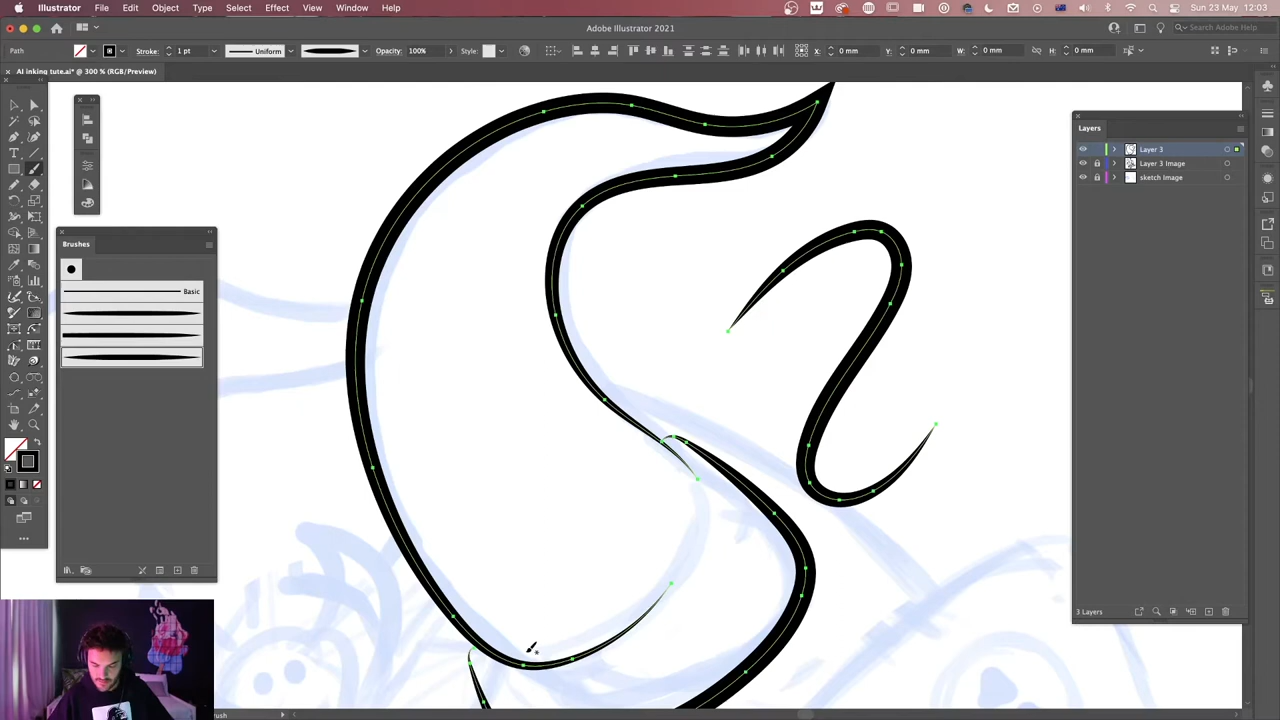 Illustrator File Edit Object Type Select Effect View Window Help Sun 23 May 12:03
Adobe Illustrator 2021 Search Adobe Help
Path Stroke: 1 pt Uniform Opacity: 100% Style: X: 0 mm Y: 0 mm W: 0 mm H: 0 mm
AI inking tute.ai* @ 300 % (RGB/Preview)
Layers
Layer 3
Layer 3 Image
sketch Image
Brushes
Basic
3 Layers